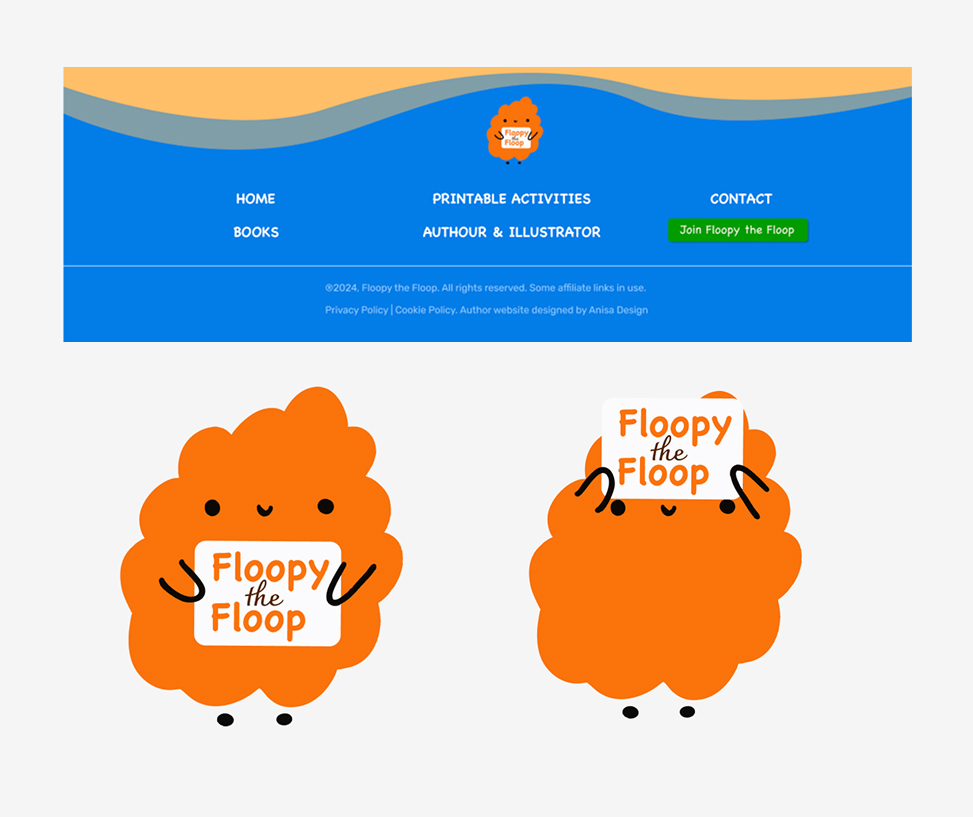 Floopy
the
Floop
HOME
PRINTABLE ACTIVITIES
CONTACT
BOOKS
AUTHOUR & ILLUSTRATOR
Join Floopy the Floop
®2024, Floopy the Floop. All rights reserved. Some affiliate links in use.
Privacy Policy | Cookie Policy. Author website designed by Anisa Design
Floopy
the
Floop
Floopy
the
Floop